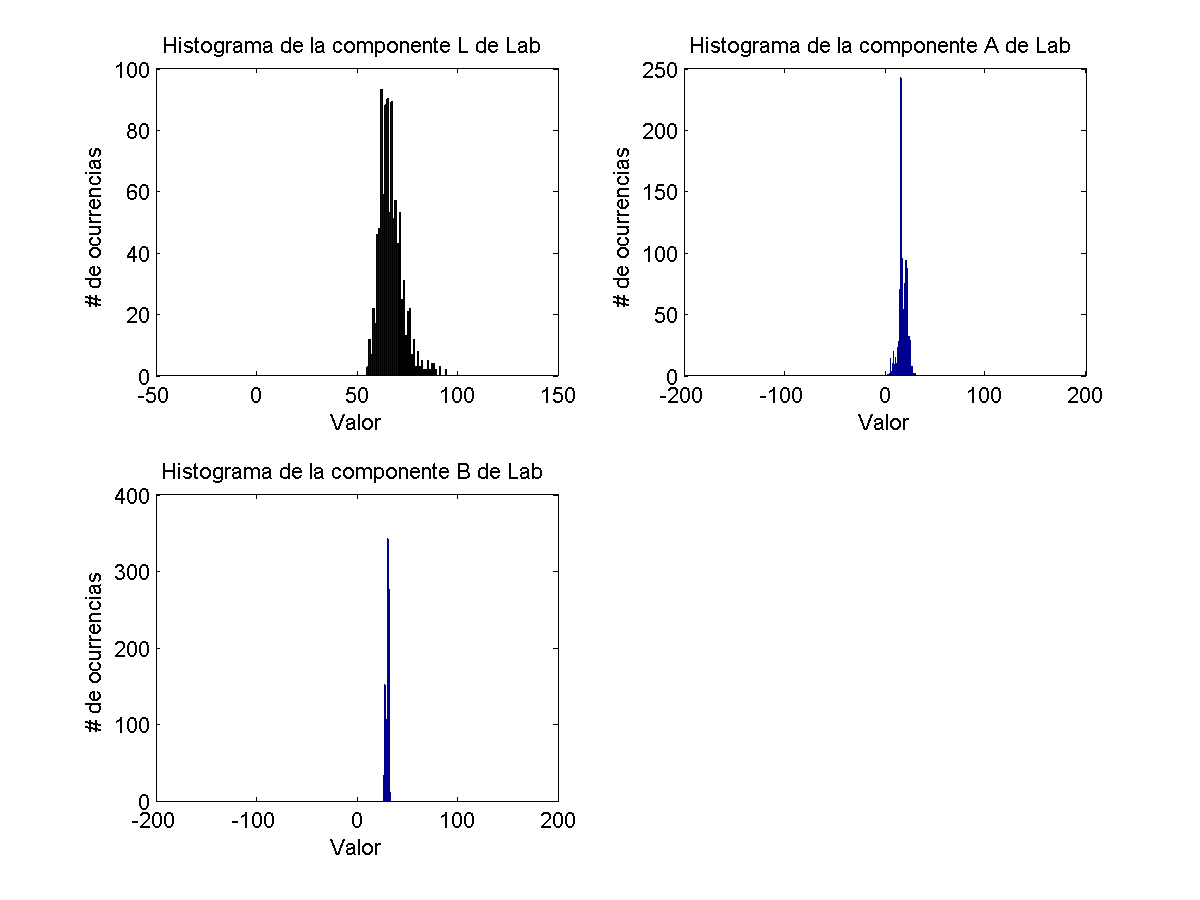 Histograma de la componente L de Lab
100
80
60
40
20
0
-50 0 50 100 150
# de ocurrencias
Valor
Histograma de la componente A de Lab
250
200
150
100
50
0
-200 -100 0 100 200
# de ocurrencias
Valor
Histograma de la componente B de Lab
400
300
200
100
0
-200 -100 0 100 200
# de ocurrencias
Valor